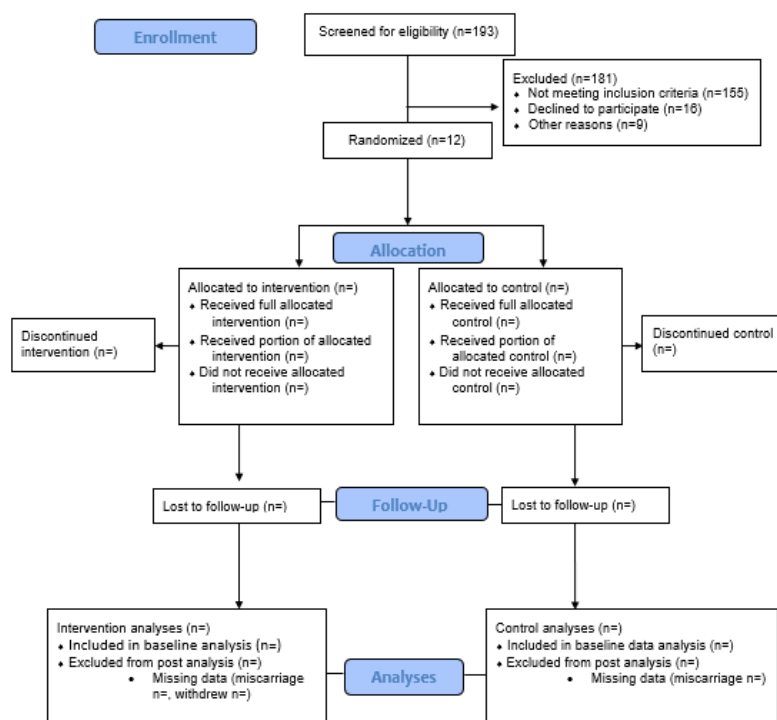 Enrollment
Screened for eligibility (n=193)
Excluded (n=181)
♦ Not meeting inclusion criteria (n=155)
♦ Declined to participate (n=16)
♦ Other reasons (n=9)
Randomized (n=12)
Allocation
Allocated to intervention (n=)
♦ Received full allocated
intervention (n=)
♦ Received portion of allocated
intervention (n=)
♦ Did not receive allocated
intervention (n=)
Allocated to control (n=)
♦ Received full allocated
control (n=)
♦ Received portion
of allocated control (n=)
♦ Did not receive allocated
control (n=)
Discontinued
intervention (n=)
Discontinued control
(n=)
Lost to follow-up (n=)
Follow-Up
Lost to follow-up (n=)
Intervention analyses (n=)
♦ Included in baseline analysis (n=)
♦ Excluded from post analysis (n=)
• Missing data (miscarriage
n=, withdrew n=)
Analyses
Control analyses (n=)
♦ Included in baseline data analysis (n=)
♦ Excluded from post analysis (n=)
• Missing data (miscarriage n=)